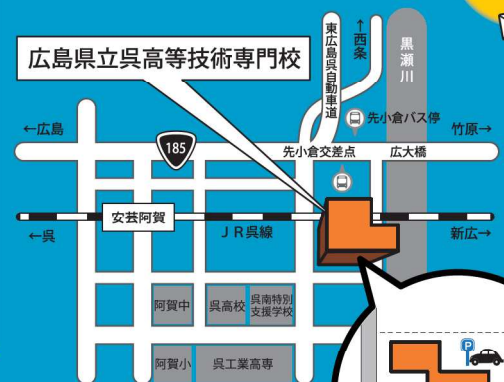 広島県立呉高等技術専門校
東広島呉自動車道
↑西条
黒瀬川
先小倉バス停
←広島
185
竹原→
先小倉交差点
広大橋
安芸阿賀
JR呉線
←呉
新広→
阿賀中
呉高校
呉南特別
支援学校
阿賀小
呉工業高専
P